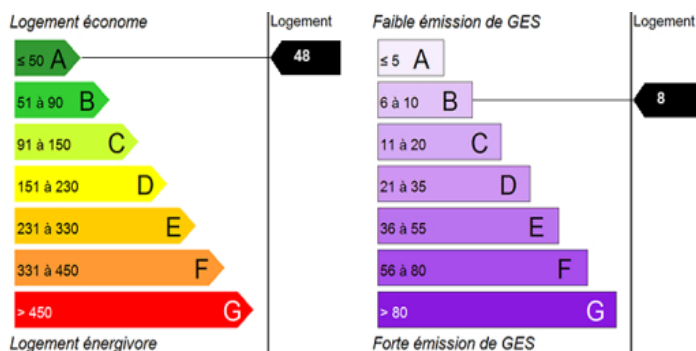 Logement économe
Logement
≤ 50 A
48
51 à 90 B
91 à 150 C
151 à 230 D
231 à 330 E
331 à 450 F
> 450 G
Logement énergivore
Faible émission de GES
Logement
≤ 5 A
6 à 10 B
8
11 à 20 C
21 à 35 D
36 à 55 E
56 à 80 F
> 80 G
Forte émission de GES